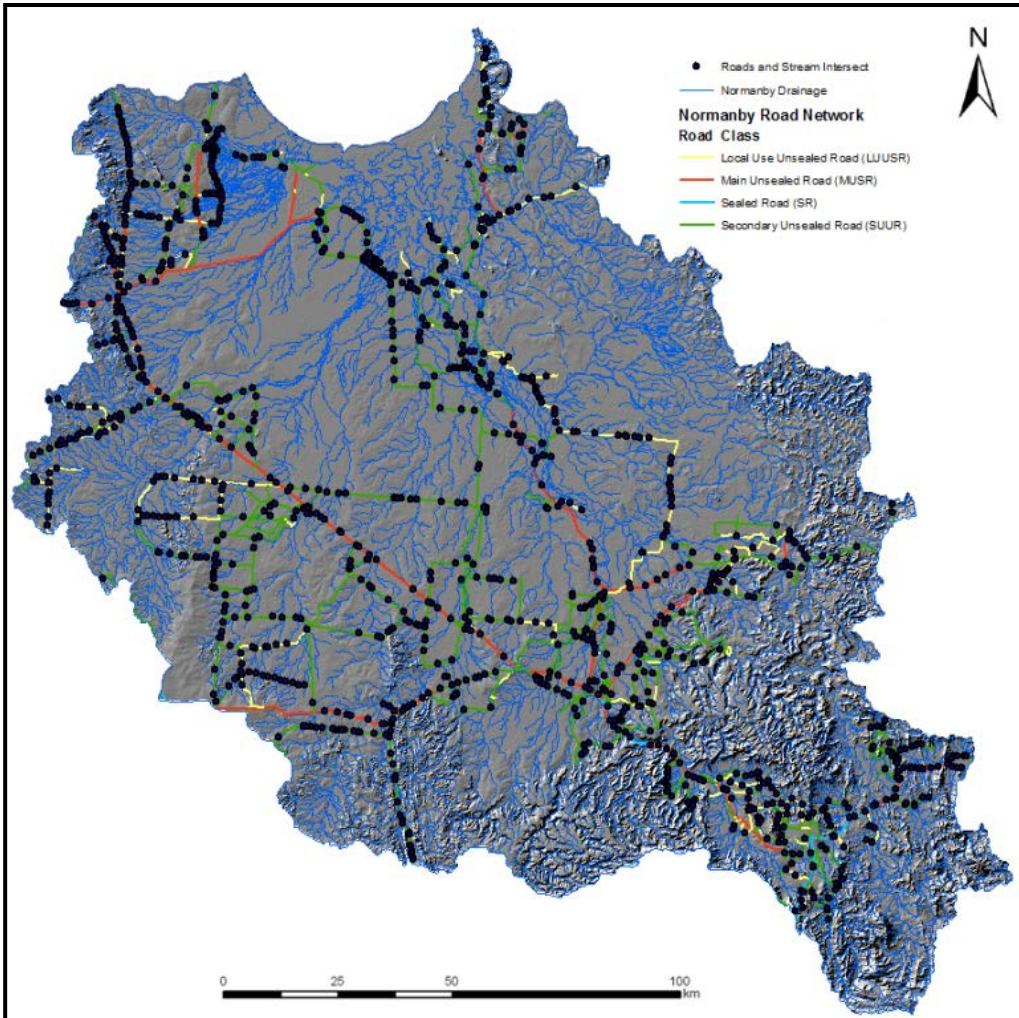 N
Roads and Stream Intersect
Normanby Drainage
Normanby Road Network
Road Class
Local Use Unsealed Road (LUUSR)
Main Unsealed Road (MUSR)
Sealed Road (SR)
Secondary Unsealed Road (SUUR)
0 25 50 100
km